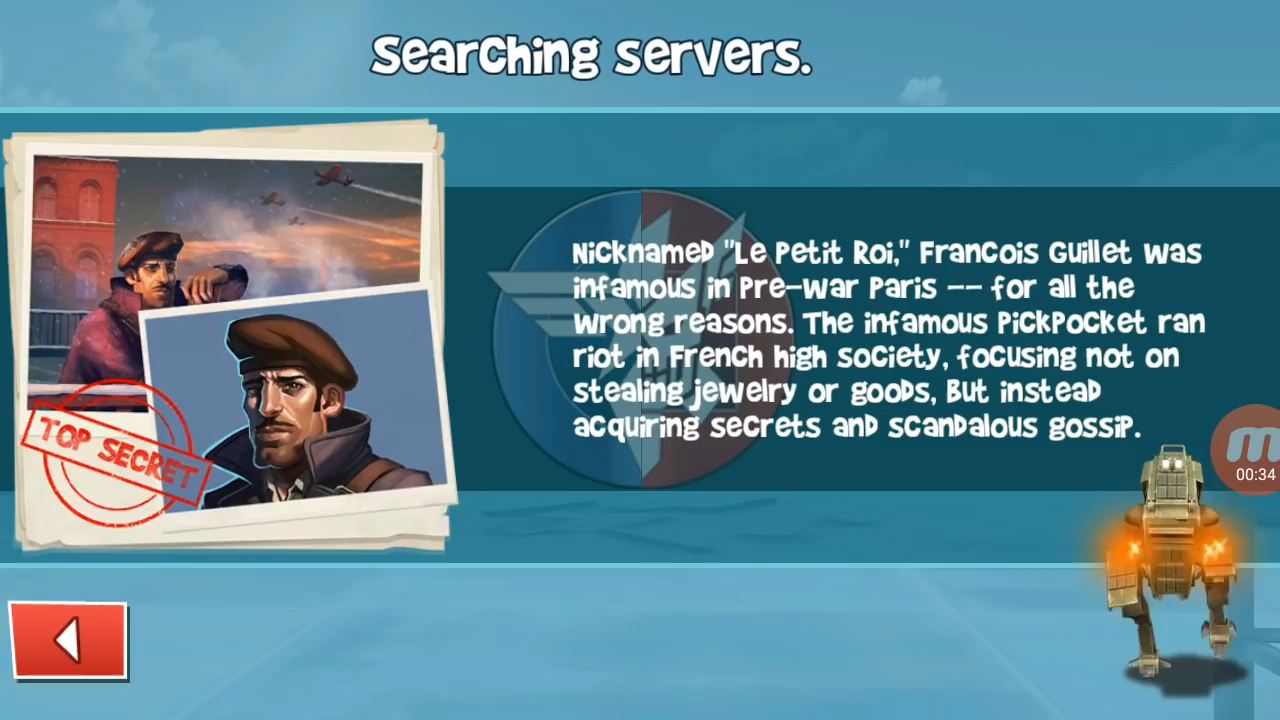 Searching servers.
Nicknamed "Le Petit Roi," Francois Guillet was
infamous in Pre-war Paris -- for all the
wrong reasons. The infamous pickpocket ran
riot in French high society, focusing not on
stealing jewelry or goods, but instead
acquiring secrets and scandalous gossip.
TOP SECRET
00:34